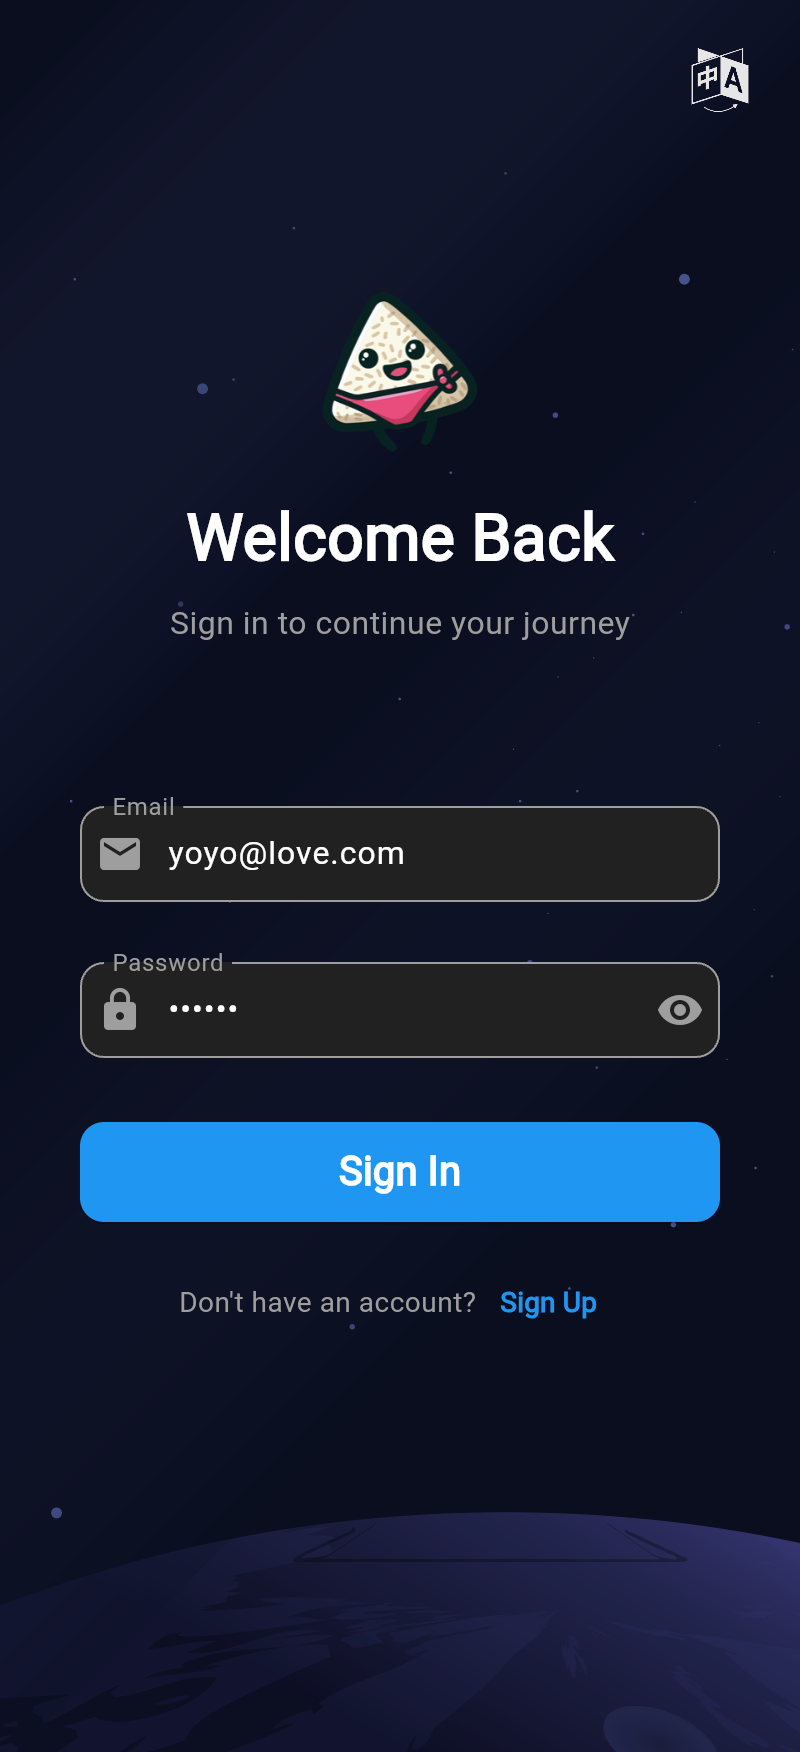 中 A
Welcome Back
Sign in to continue your journey
Email
yoyo@love.com
Password
••••••
Sign In
Don't have an account? Sign Up